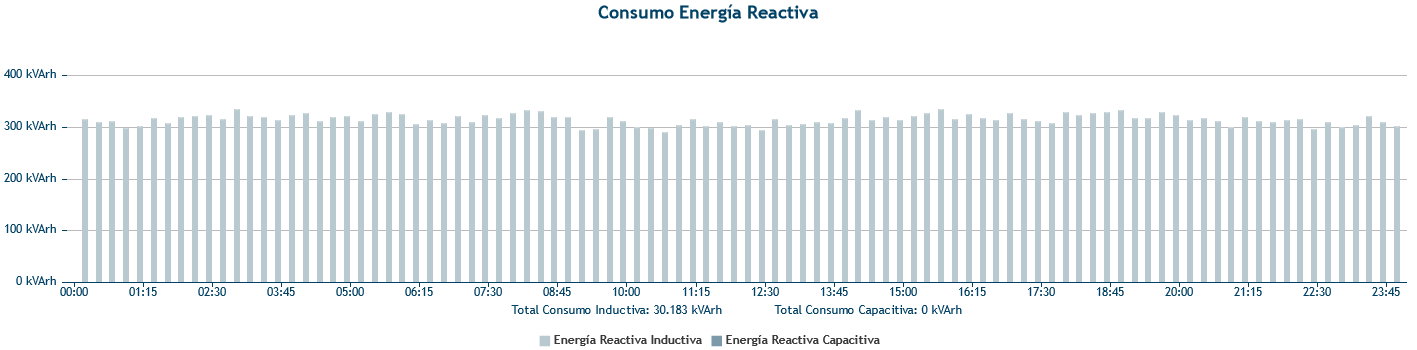 Consumo Energía Reactiva
400 kVArh
300 kVArh
200 kVArh
100 kVArh
0 kVArh
00:00 01:15 02:30 03:45 05:00 06:15 07:30 08:45 10:00 11:15 12:30 13:45 15:00 16:15 17:30 18:45 20:00 21:15 22:30 23:45
Total Consumo Inductiva: 30.183 kVArh Total Consumo Capacitiva: 0 kVArh
Energía Reactiva Inductiva Energía Reactiva Capacitiva